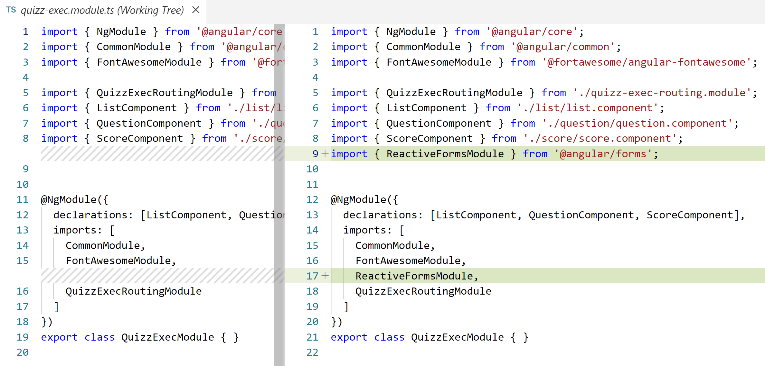 TS quizz-exec.module.ts (Working Tree) ×
1 import { NgModule } from '@angular/core
2 import { CommonModule } from '@angular/
3 import { FontAwesomeModule } from '@fort
4
5 import { QuizzExecRoutingModule } from
6 import { ListComponent } from './list/l
7 import { QuestionComponent } from './qu
8 import { ScoreComponent } from './score
9
10
11 @NgModule({
12 declarations: [ListComponent, Question
13 imports: [
14 CommonModule,
15 FontAwesomeModule,
16 QuizzExecRoutingModule
17 ]
18 })
19 export class QuizzExecModule { }
20
1 import { NgModule } from '@angular/core';
2 import { CommonModule } from '@angular/common';
3 import { FontAwesomeModule } from '@fortawesome/angular-fontawesome';
4
5 import { QuizzExecRoutingModule } from './quizz-exec-routing.module';
6 import { ListComponent } from './list/list.component';
7 import { QuestionComponent } from './question/question.component';
8 import { ScoreComponent } from './score/score.component';
9+ import { ReactiveFormsModule } from '@angular/forms';
10
11
12 @NgModule({
13 declarations: [ListComponent, QuestionComponent, ScoreComponent],
14 imports: [
15 CommonModule,
16 FontAwesomeModule,
17+ ReactiveFormsModule,
18 QuizzExecRoutingModule
19 ]
20 })
21 export class QuizzExecModule { }
22